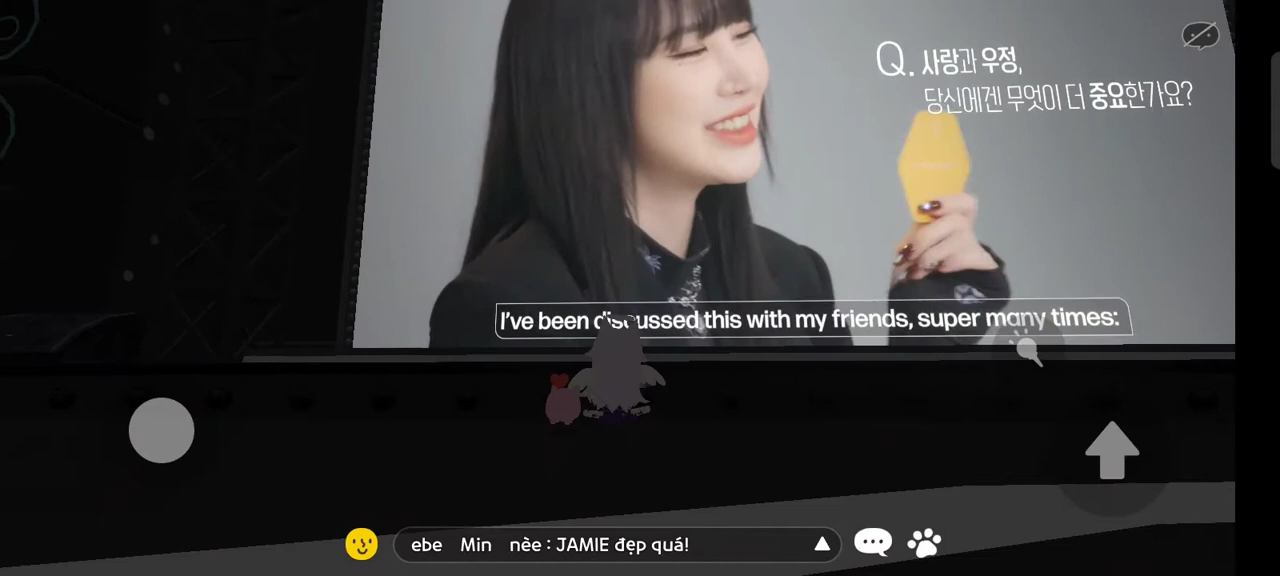 Q. 사랑과 우정,
당신에겐 무엇이 더 중요한가요?
I've been discussed this with my friends, super many times:
ebe Min nèe : JAMIE đẹp quá!